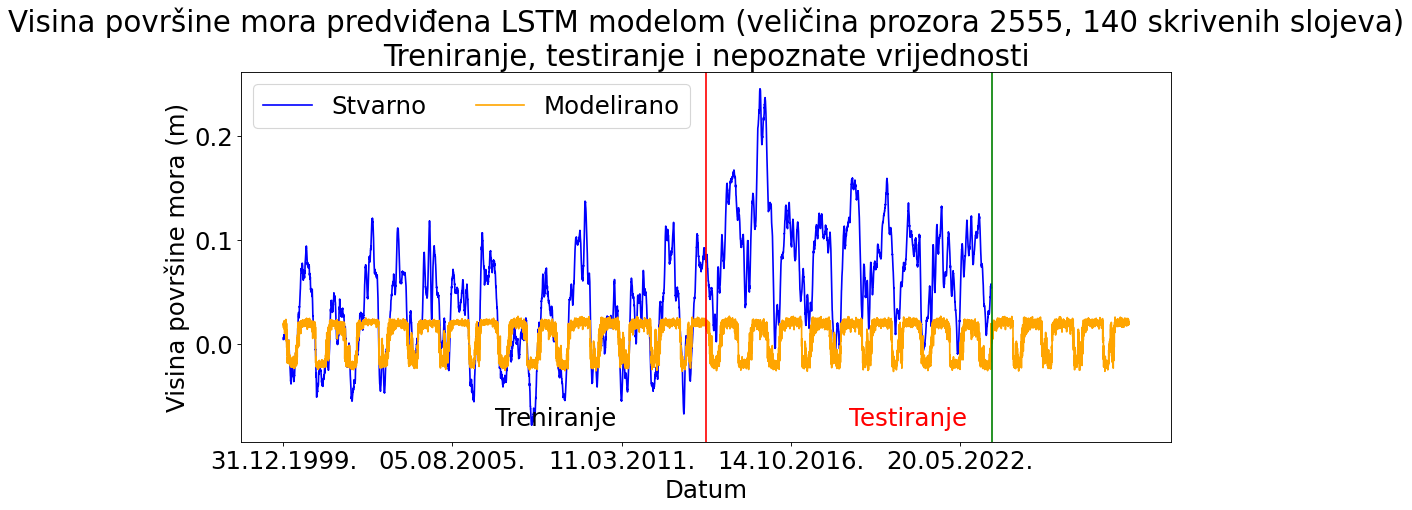 Visina površine mora predviđena LSTM modelom (veličina prozora 2555, 140 skrivenih slojeva)
Treniranje, testiranje i nepoznate vrijednosti
Stvarno Modelirano
Visina površine mora (m)
0.2
0.1
0.0
Treniranje Testiranje
31.12.1999. 05.08.2005. 11.03.2011. 14.10.2016. 20.05.2022.
Datum